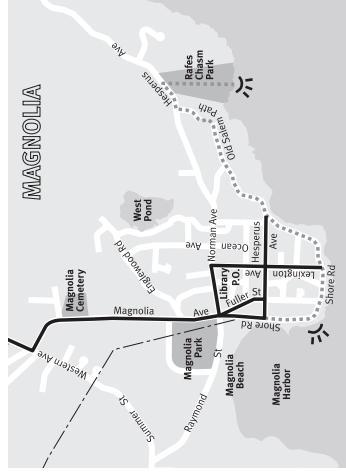 MAGNOLIA
Ave
Hesperus
Rafes
Chasm
Park
Old Salem Path
West
Pond
Norman Ave
Ocean
Ave
Hesperus
Ave
Englewood Rd
Magnolia
Cemetery
Magnolia
Ave
Library
P.O.
Fuller St
Lexington
Ave
Shore Rd
Shore Rd
Western Ave
Magnolia
Park
Magnolia
Beach
Magnolia
Harbor
Summer St
Raymond
St